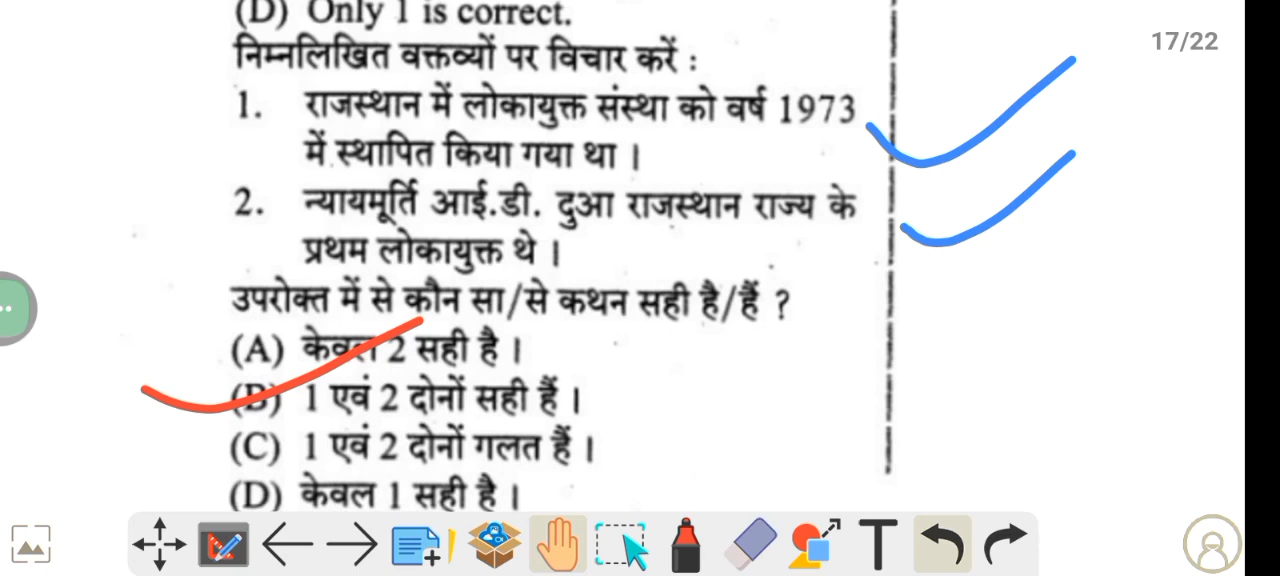 (D) Only 1 is correct.
17/22
निम्नलिखित वक्तव्यों पर विचार करें :
1. राजस्थान में लोकायुक्त संस्था को वर्ष 1973
में स्थापित किया गया था ।
2. न्यायमूर्ति आई.डी. दुआ राजस्थान राज्य के
प्रथम लोकायुक्त थे ।
उपरोक्त में से कौन सा/से कथन सही है/हैं ?
(A) केवल 2 सही है ।
(B) 1 एवं 2 दोनों सही हैं ।
(C) 1 एवं 2 दोनों गलत हैं ।
(D) केवल 1 सही है ।
T